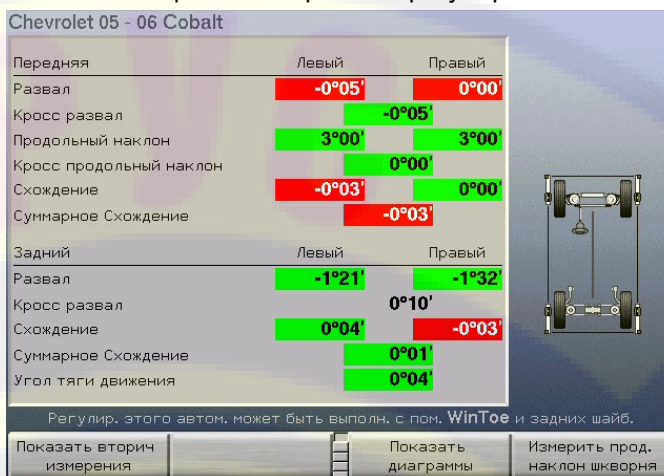 Chevrolet 05 - 06 Cobalt
Передняя Левый Правый
Развал -0°05' 0°00'
Кросс развал -0°05'
Продольный наклон 3°00' 3°00'
Кросс продольный наклон 0°00'
Схождение -0°03' 0°00'
Суммарное Схождение -0°03'
Задний Левый Правый
Развал -1°21' -1°32'
Кросс развал 0°10'
Схождение 0°04' -0°03'
Суммарное Схождение 0°01'
Угол тяги движения 0°04'
Регулир. этого автом. может быть выполн. с пом. WinToe и задних шайб.
Показать вторич измерения
Показать диаграммы
Измерить прод. наклон шкворня